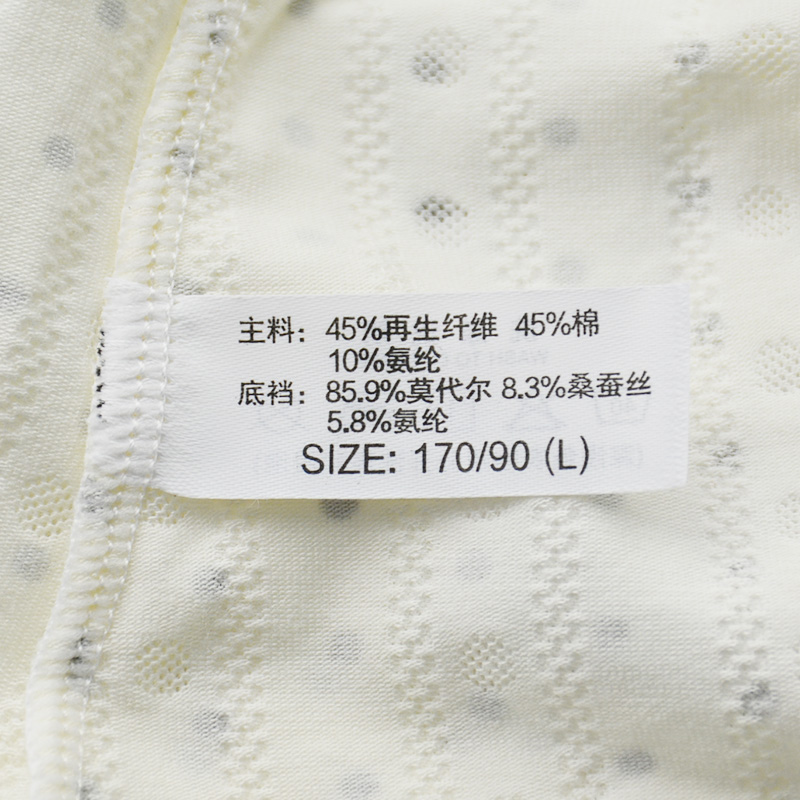 主料: 45%再生纤维 45%棉
10%氨纶
底裆: 85.9%莫代尔 8.3%桑蚕丝
5.8%氨纶
SIZE: 170/90 (L)